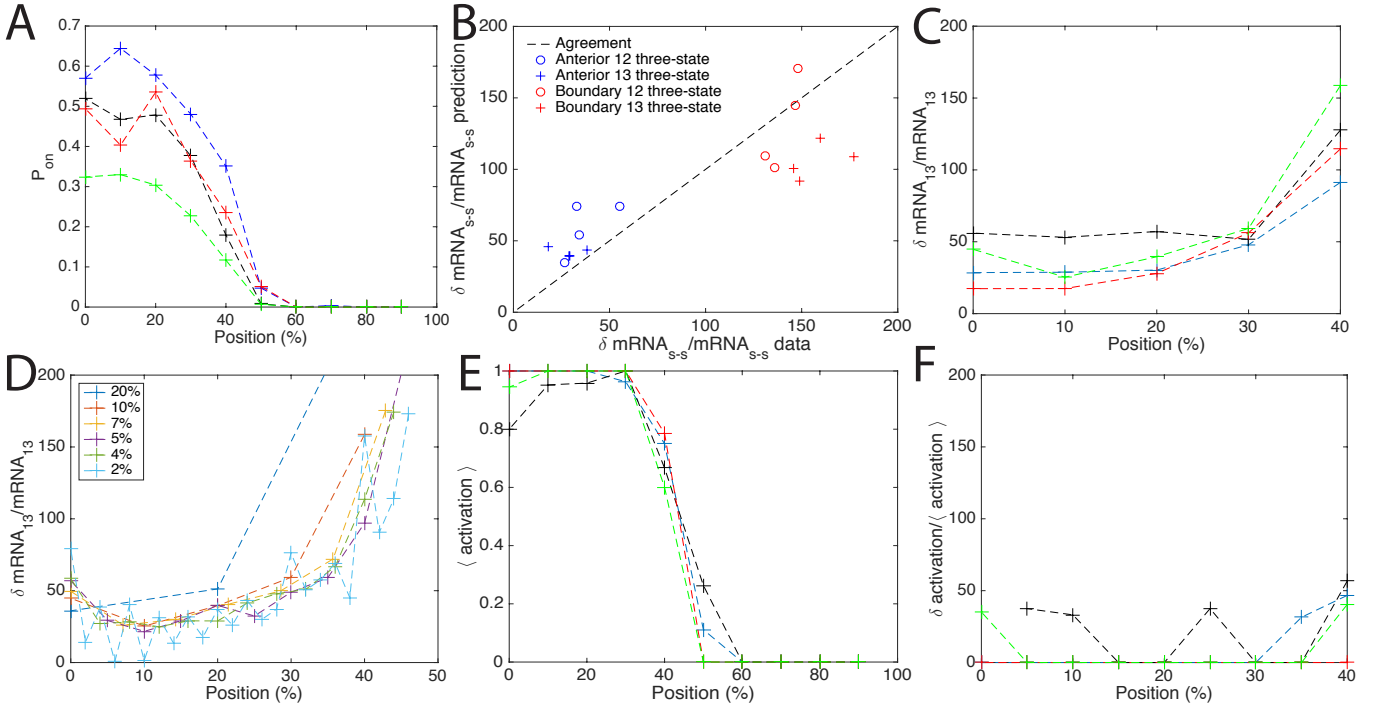 A
0.7
0.6
0.5
0.4
0.3
0.2
0.1
0
P_on
0 20 40 60 80 100
Position (%)
B
200
150
100
50
0
δ mRNA_s-s/mRNA_s-s prediction
Agreement
Anterior 12 three-state
Anterior 13 three-state
Boundary 12 three-state
Boundary 13 three-state
0 50 100 150 200
δ mRNA_s-s/mRNA_s-s data
C
200
150
100
50
0
δ mRNA_13/mRNA_13
0 10 20 30 40
Position (%)
D
200
150
100
50
0
δ mRNA_13/mRNA_13
20%
10%
7%
5%
4%
2%
0 10 20 30 40 50
Position (%)
E
1
0.8
0.6
0.4
0.2
0
⟨ activation ⟩
0 20 40 60 80 100
Position (%)
F
200
150
100
50
0
δ activation/⟨ activation ⟩
0 10 20 30 40
Position (%)